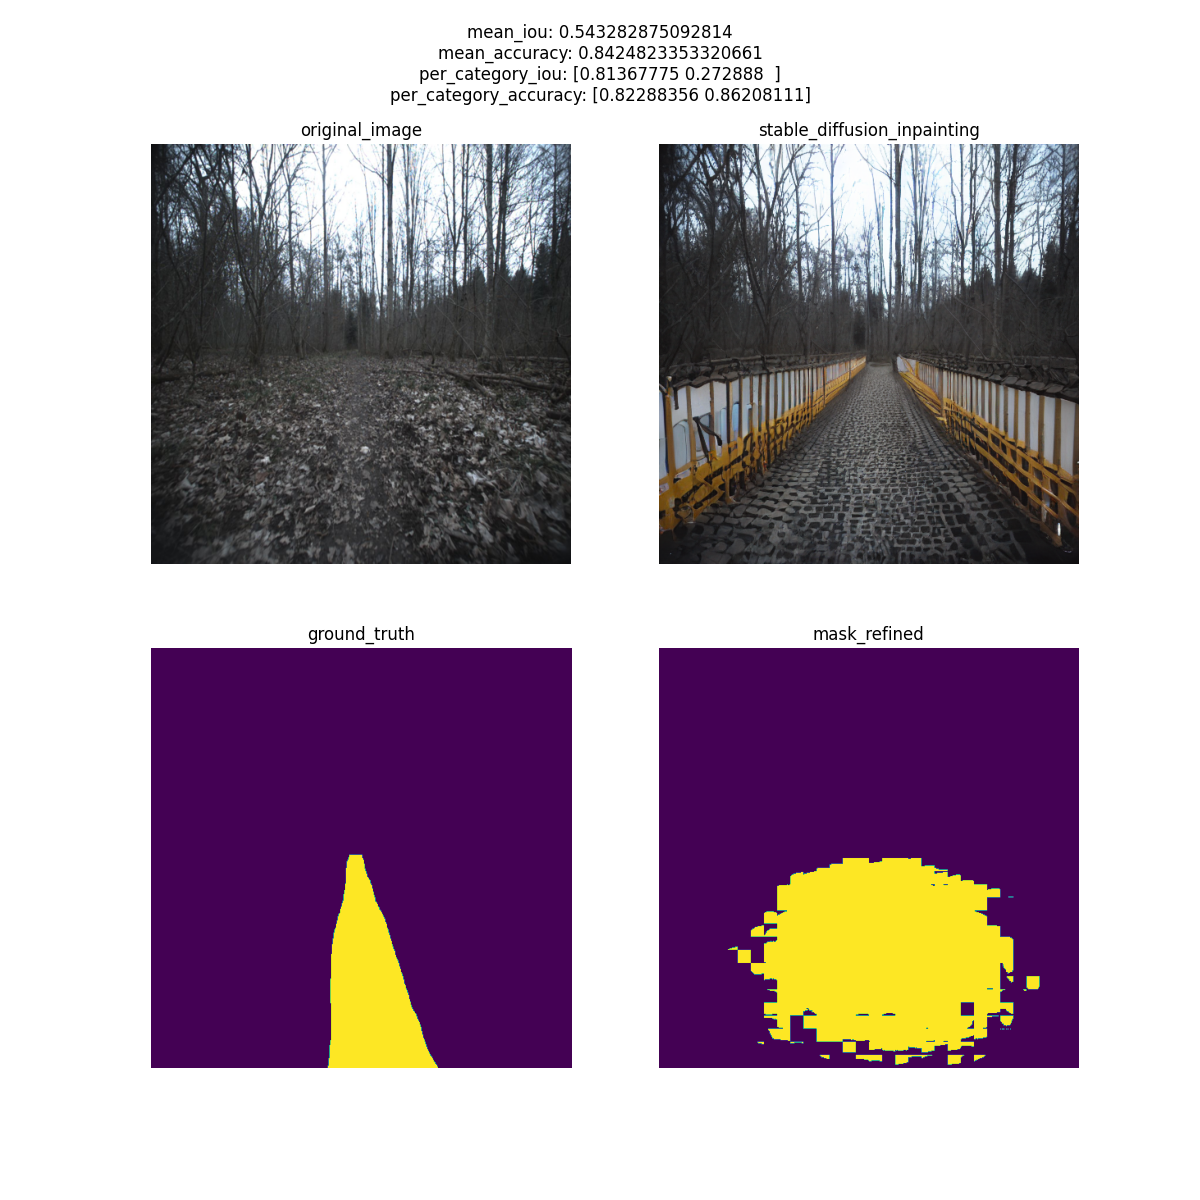 mean_iou: 0.543282875092814
mean_accuracy: 0.8424823353320661
per_category_iou: [0.81367775 0.272888  ]
per_category_accuracy: [0.82288356 0.86208111]
original_image
stable_diffusion_inpainting
ground_truth
mask_refined